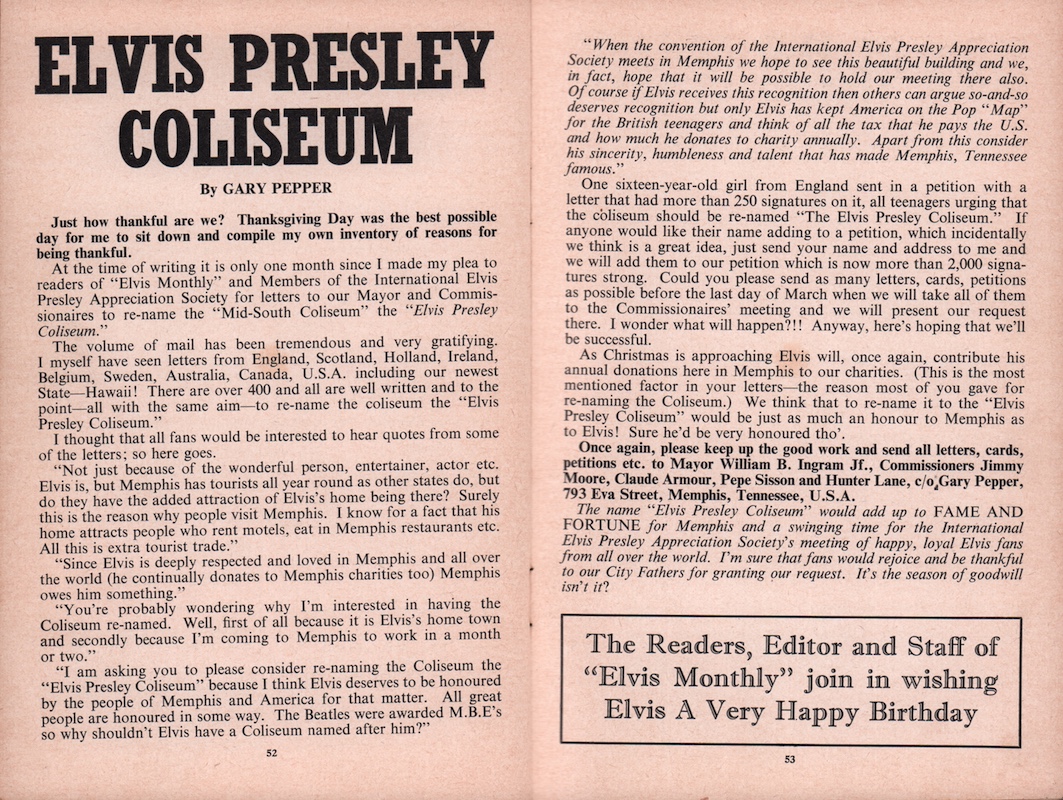 ELVIS PRESLEY
COLISEUM
By GARY PEPPER
Just how thankful are we? Thanksgiving Day was the best possible
day for me to sit down and compile my own inventory of reasons for
being thankful.
At the time of writing it is only one month since I made my plea to
readers of “Elvis Monthly” and Members of the International Elvis
Presley Appreciation Society for letters to our Mayor and Commis-
sionaires to re-name the “Mid-South Coliseum” the “Elvis Presley
Coliseum.”
The volume of mail has been tremendous and very gratifying.
I myself have seen letters from England, Scotland, Holland, Ireland,
Belgium, Sweden, Australia, Canada, U.S.A. including our newest
State—Hawaii! There are over 400 and all are well written and to the
point—all with the same aim—to re-name the coliseum the “Elvis
Presley Coliseum.”
I thought that all fans would be interested to hear quotes from some
of the letters; so here goes.
“Not just because of the wonderful person, entertainer, actor etc.
Elvis is, but Memphis has tourists all year round as other states do, but
do they have the added attraction of Elvis’s home being there? Surely
this is the reason why people visit Memphis. I know for a fact that his
home attracts people who rent motels, eat in Memphis restaurants etc.
All this is extra tourist trade.”
“Since Elvis is deeply respected and loved in Memphis and all over
the world (he continually donates to Memphis charities too) Memphis
owes him something.”
“You’re probably wondering why I’m interested in having the
Coliseum re-named. Well, first of all because it is Elvis’s home town
and secondly because I’m coming to Memphis to work in a month
or two.”
“I am asking you to please consider re-naming the Coliseum the
“Elvis Presley Coliseum” because I think Elvis deserves to be honoured
by the people of Memphis and America for that matter. All great
people are honoured in some way. The Beatles were awarded M.B.E’s
so why shouldn’t Elvis have a Coliseum named after him?”
52
“When the convention of the International Elvis Presley Appreciation
Society meets in Memphis we hope to see this beautiful building and we,
in fact, hope that it will be possible to hold our meeting there also.
Of course if Elvis receives this recognition then others can argue so-and-so
deserves recognition but only Elvis has kept America on the Pop “Map”
for the British teenagers and think of all the tax that he pays the U.S.
and how much he donates to charity annually. Apart from this consider
his sincerity, humbleness and talent that has made Memphis, Tennessee
famous.”
One sixteen-year-old girl from England sent in a petition with a
letter that had more than 250 signatures on it, all teenagers urging that
the coliseum should be re-named “The Elvis Presley Coliseum.” If
anyone would like their name adding to a petition, which incidentally
we think is a great idea, just send your name and address to me and
we will add them to our petition which is now more than 2,000 signa-
tures strong. Could you please send as many letters, cards, petitions
as possible before the last day of March when we will take all of them
to the Commissionaires’ meeting and we will present our request
there. I wonder what will happen?!! Anyway, here’s hoping that we’ll
be successful.
As Christmas is approaching Elvis will, once again, contribute his
annual donations here in Memphis to our charities. (This is the most
mentioned factor in your letters—the reason most of you gave for
re-naming the Coliseum.) We think that to re-name it to the “Elvis
Presley Coliseum” would be just as much an honour to Memphis as
to Elvis! Sure he’d be very honoured tho’.
Once again, please keep up the good work and send all letters, cards,
petitions etc. to Mayor William B. Ingram Jf., Commissioners Jimmy
Moore, Claude Armour, Pepe Sisson and Hunter Lane, c/o Gary Pepper,
793 Eva Street, Memphis, Tennessee, U.S.A.
The name “Elvis Presley Coliseum” would add up to FAME AND
FORTUNE for Memphis and a swinging time for the International
Elvis Presley Appreciation Society’s meeting of happy, loyal Elvis fans
from all over the world. I’m sure that fans would rejoice and be thankful
to our City Fathers for granting our request. It’s the season of goodwill
isn’t it?
The Readers, Editor and Staff of
“Elvis Monthly” join in wishing
Elvis A Very Happy Birthday
53